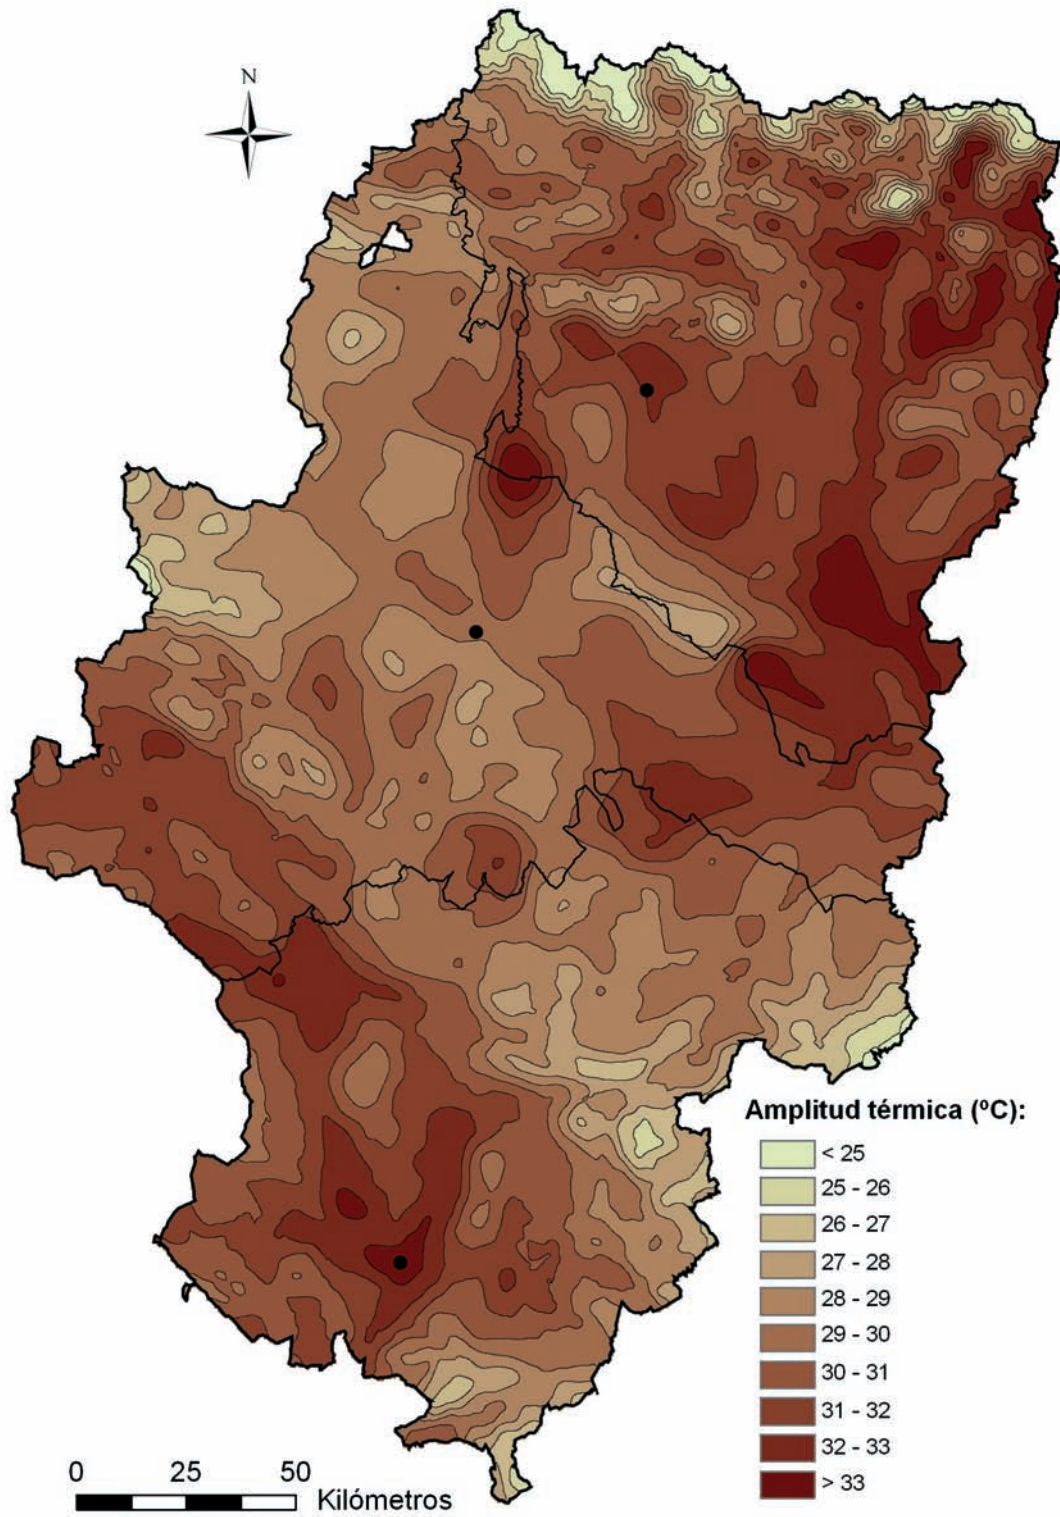 N
Amplitud térmica (ºC):
< 25
25 - 26
26 - 27
27 - 28
28 - 29
29 - 30
30 - 31
31 - 32
32 - 33
> 33
0 25 50
Kilómetros